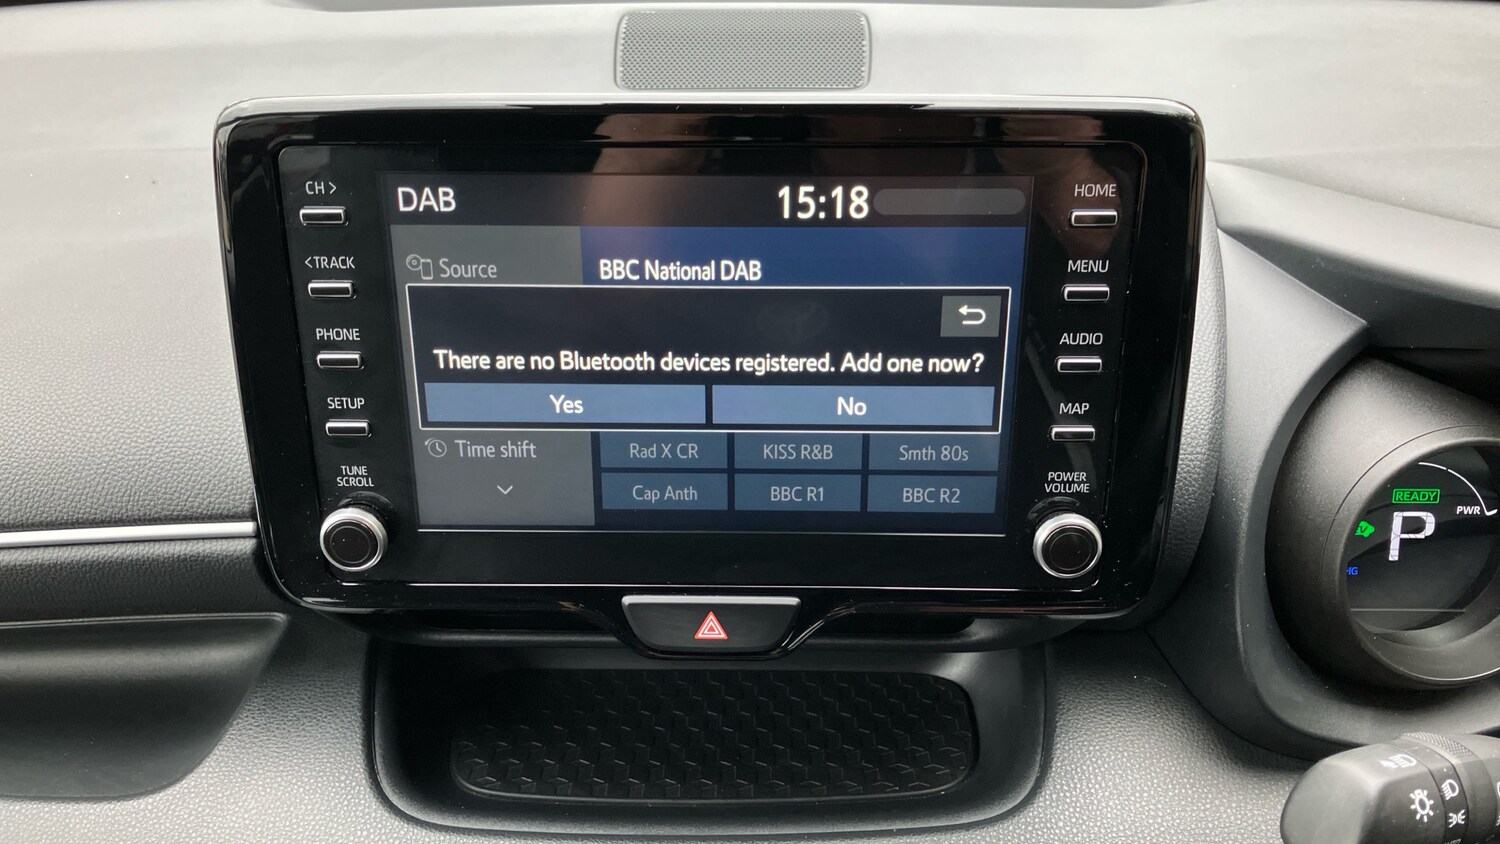 CH >
<TRACK
PHONE
SETUP
TUNE
SCROLL
DAB
15:18
Source
BBC National DAB
There are no Bluetooth devices registered. Add one now?
Yes
No
Time shift
Rad X CR
KISS R&B
Smth 80s
Cap Anth
BBC R1
BBC R2
HOME
MENU
AUDIO
MAP
POWER
VOLUME
READY
PWR
P